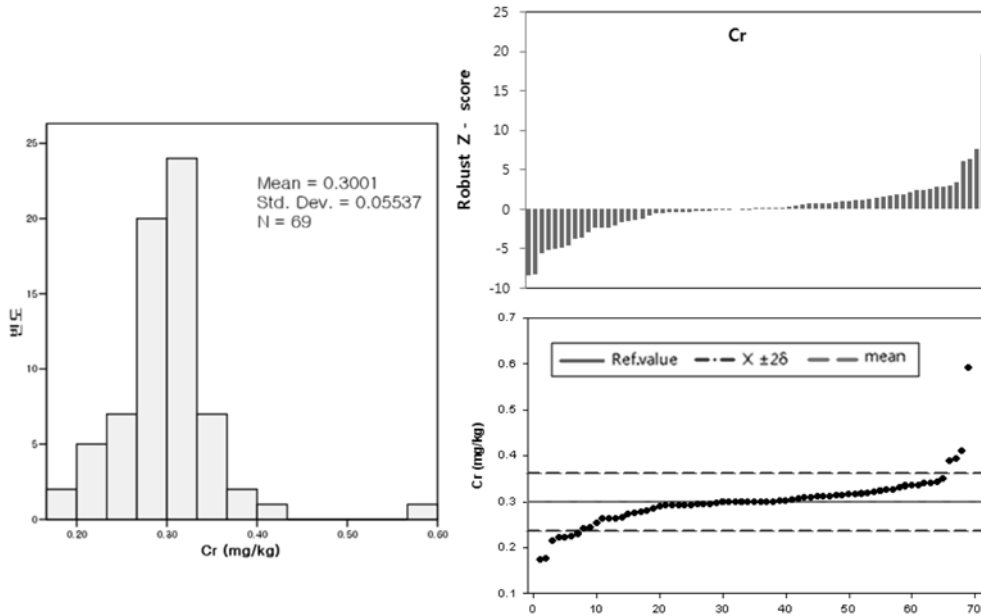 25
20
15
10
5
0
빈도
Mean = 0.3001
Std. Dev. = 0.05537
N = 69
0.20 0.30 0.40 0.50 0.60
Cr (mg/kg)
Cr
Robust Z - score
25
20
15
10
5
0
-5
-10
Ref.value X ±2δ mean
Cr (mg/kg)
0.7
0.6
0.5
0.4
0.3
0.2
0.1
0 10 20 30 40 50 60 70